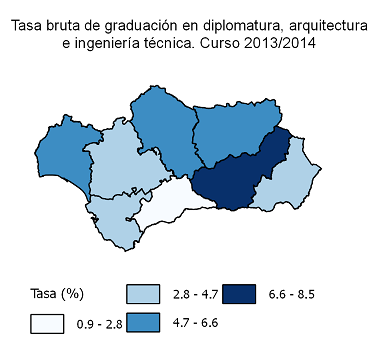 Tasa bruta de graduación en diplomatura, arquitectura
e ingeniería técnica. Curso 2013/2014
Tasa (%)
2.8 - 4.7
6.6 - 8.5
0.9 - 2.8
4.7 - 6.6